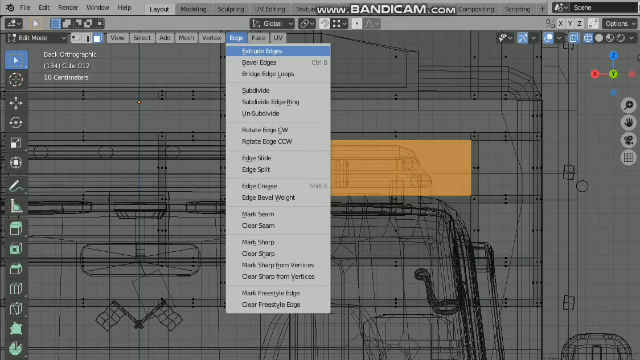 Edit Render Window Help
Layout Modeling Sculpting UV Editing
www.BANDICAM.com
Compositing Scripting
Scene
Global
X Y Z
Options
Edit Mode View Select Add Mesh Vertex Edge Face UV
Back Orthographic
(134) Cube.012
10 Centimeters
Extrude Edges
Bevel Edges Ctrl B
Bridge Edge Loops
Subdivide
Subdivide Edge-Ring
Un-Subdivide
Rotate Edge CW
Rotate Edge CCW
Edge Slide
Edge Split
Edge Crease
Edge Bevel Weight
Mark Seam
Clear Seam
Mark Sharp
Clear Sharp
Mark Sharp from Vertices
Clear Sharp from Vertices
Mark Freestyle Edge
Clear Freestyle Edge
Z
X
Y